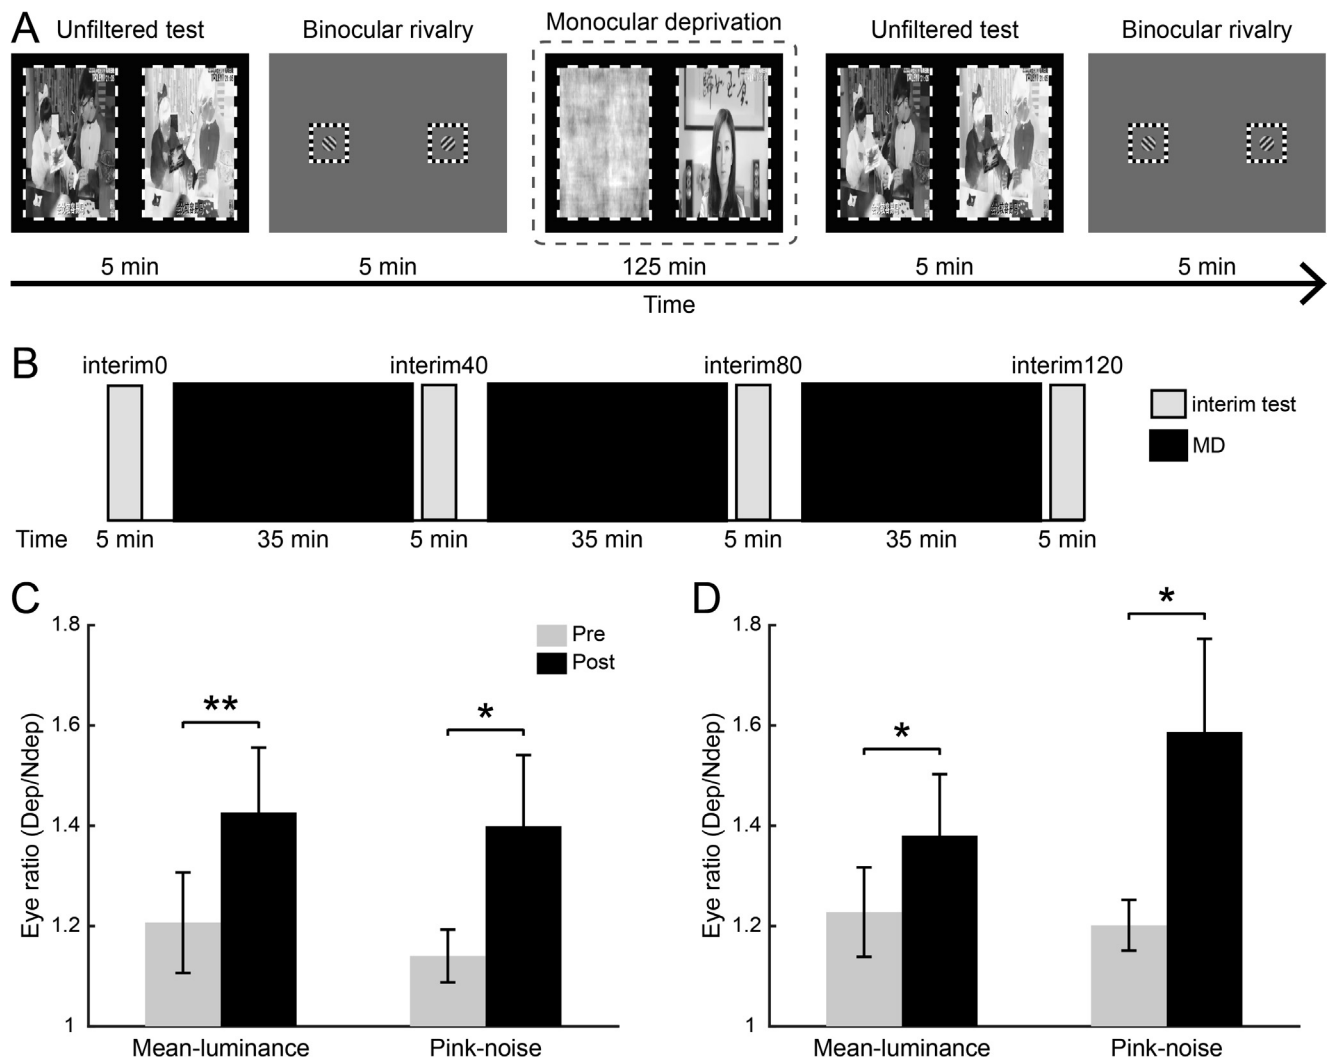 A
Unfiltered test
Binocular rivalry
Monocular deprivation
Unfiltered test
Binocular rivalry
5 min
5 min
125 min
5 min
5 min
Time
B
interim0
interim40
interim80
interim120
interim test
MD
Time
5 min
35 min
5 min
35 min
5 min
35 min
5 min
C
Eye ratio (Dep/Ndep)
1.8
1.6
1.4
1.2
1
**
*
Pre
Post
Mean-luminance
Pink-noise
D
Eye ratio (Dep/Ndep)
1.8
1.6
1.4
1.2
1
*
*
Mean-luminance
Pink-noise